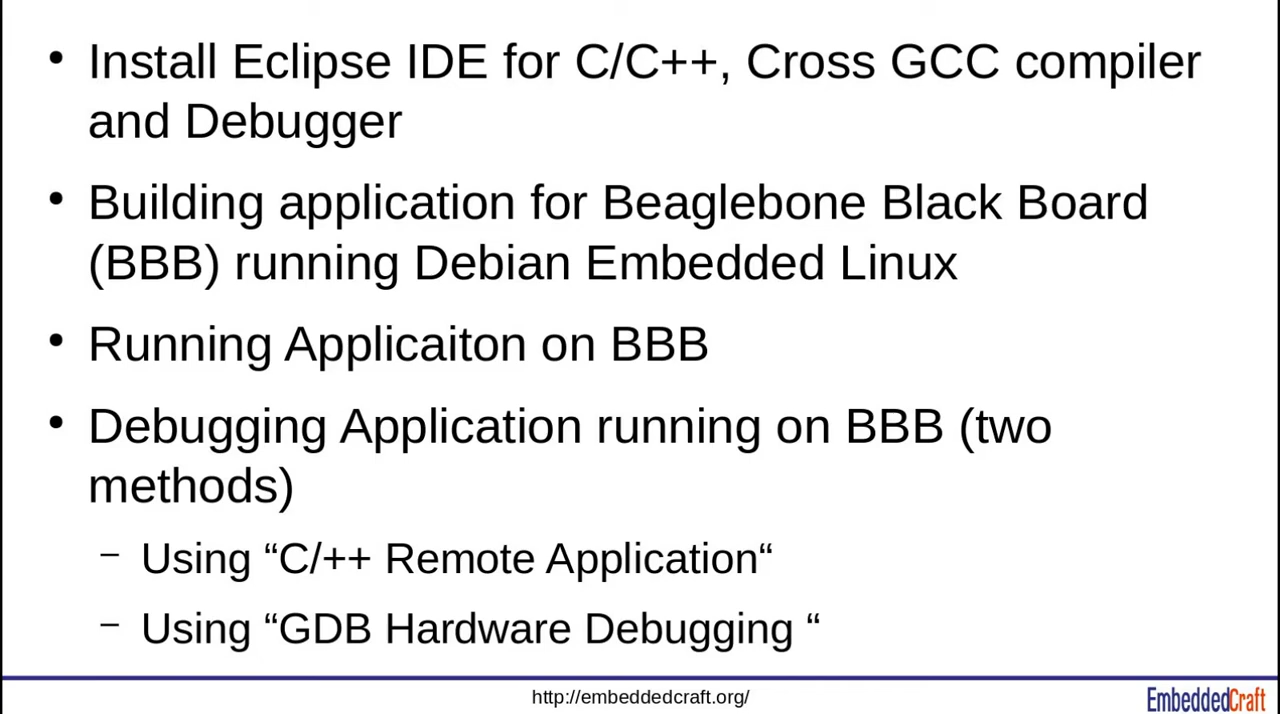 • Install Eclipse IDE for C/C++, Cross GCC compiler
and Debugger
• Building application for Beaglebone Black Board
(BBB) running Debian Embedded Linux
• Running Applicaiton on BBB
• Debugging Application running on BBB (two
methods)
– Using “C/++ Remote Application“
– Using “GDB Hardware Debugging “
http://embeddedcraft.org/
EmbeddedCraft